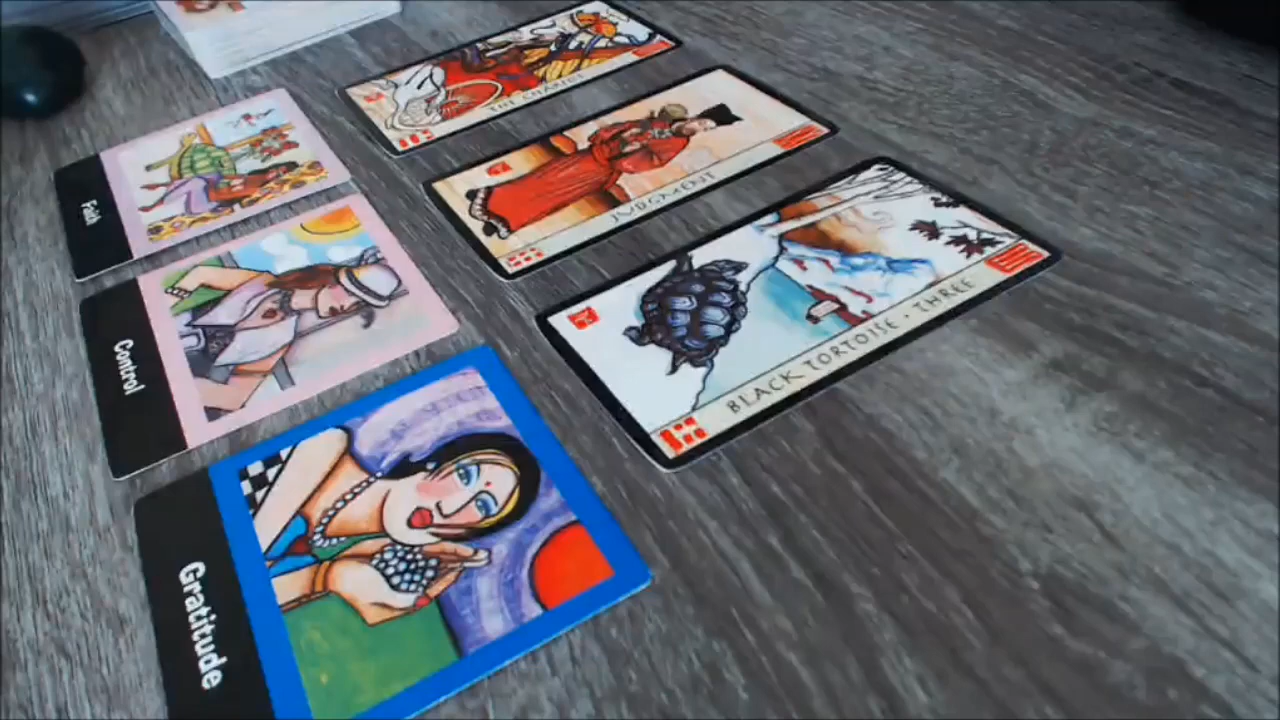 Faith
Control
Gratitude
THE CHARIOT
JUDGMENT
BLACK TORTOISE · THREE